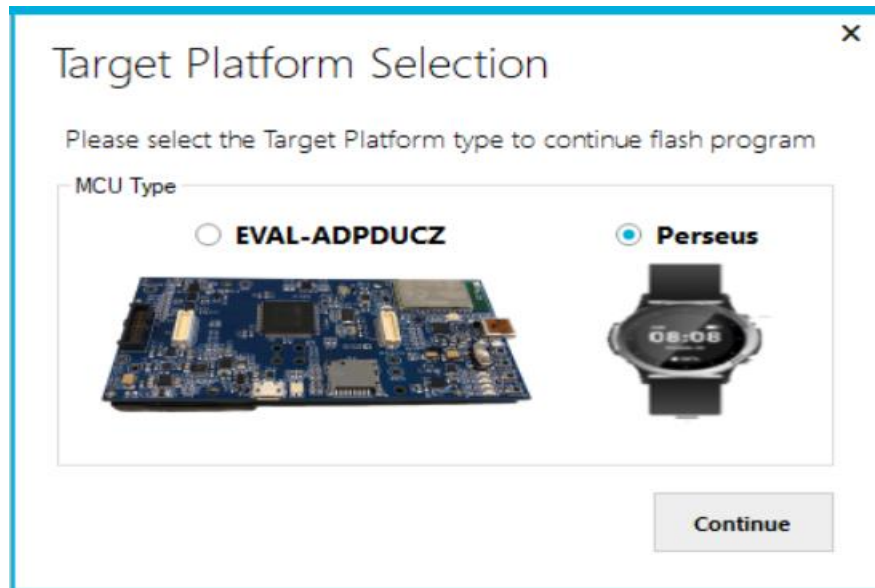 Target Platform Selection
Please select the Target Platform type to continue flash program
MCU Type
EVAL-ADPDUCZ
Perseus
08:08
Continue